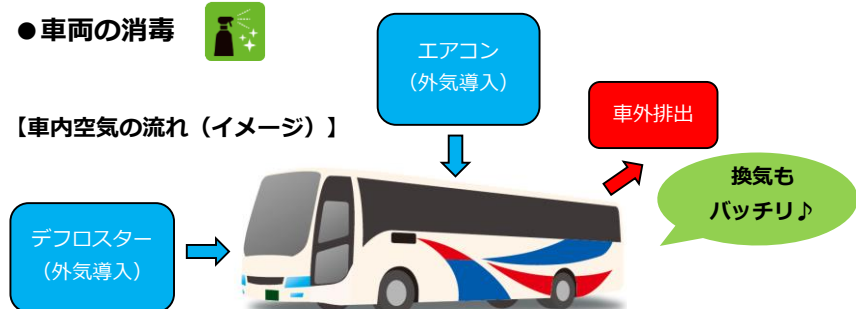 ●車両の消毒
エアコン
（外気導入）
車外排出
【車内空気の流れ（イメージ）】
換気も
バッチリ♪
デフロスター
（外気導入）